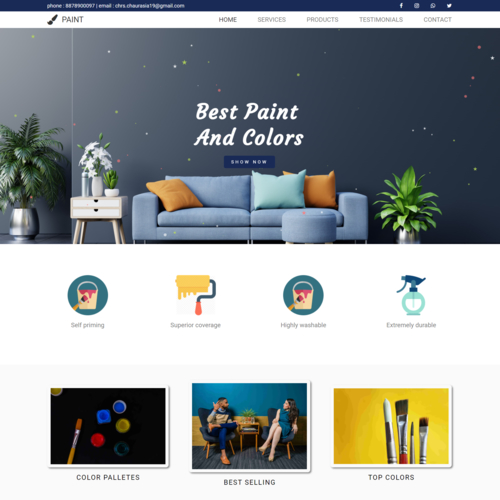 phone : 8878900097 | email : chrs.chaurasia19@gmail.com
PAINT
HOME SERVICES PRODUCTS TESTIMONIALS CONTACT
Best Paint
And Colors
SHOW NOW
Self priming
Superior coverage
Highly washable
Extremely durable
COLOR PALLETES
BEST SELLING
TOP COLORS